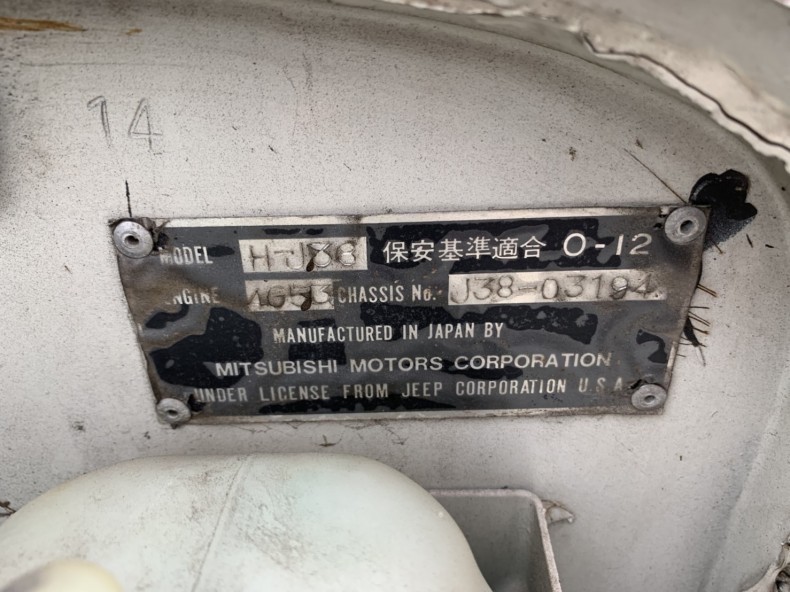 14
MODEL H-J38 保安基準適合 O-12
ENGINE 4G53 CHASSIS No. J38-03194
MANUFACTURED IN JAPAN BY
MITSUBISHI MOTORS CORPORATION
UNDER LICENSE FROM JEEP CORPORATION U.S.A.